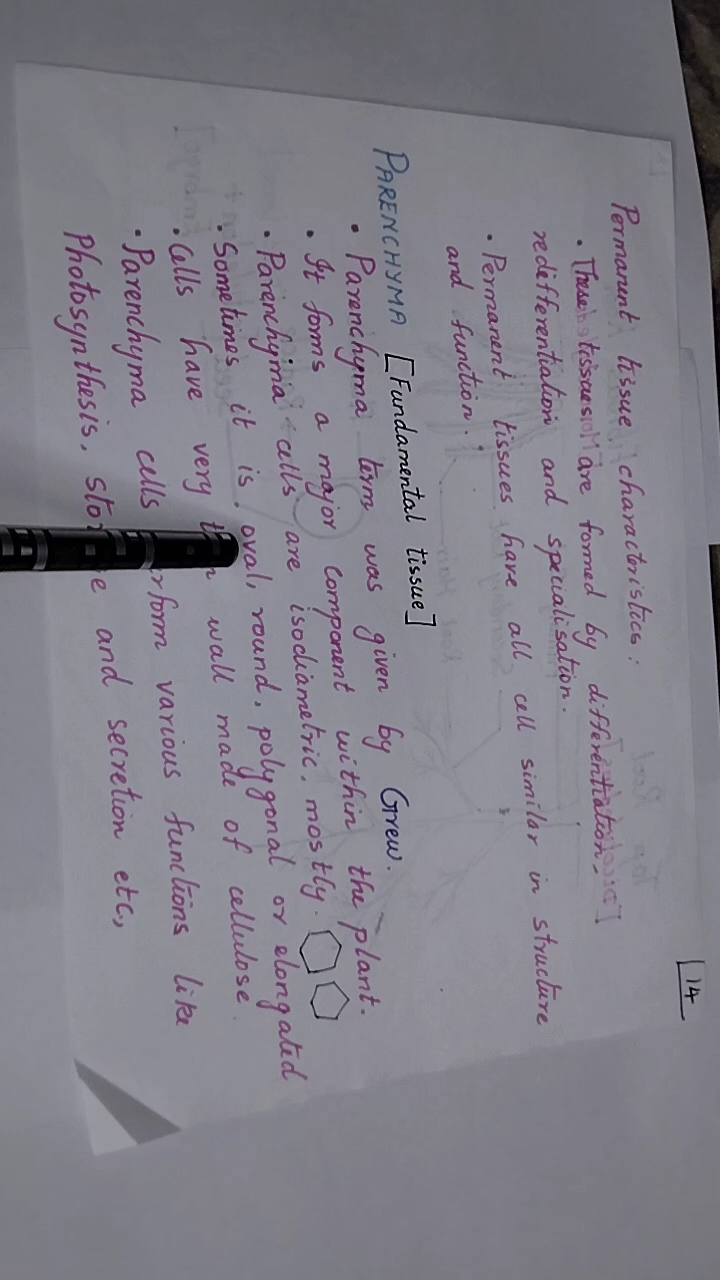 14
Permanent tissue characteristics:
• These tissues are formed by differentiation,
redifferentiation and specialisation.
• Permanent tissues have all cell similar in structure
and function.
PARENCHYMA [Fundamental tissue]
• Parenchyma term was given by Grew.
• It forms a major component within the plant.
• Parenchyma cells are isodiametric, mostly.
• Sometimes it is oval, round, polygonal or elongated
• Cells have very wall made of cellulose.
• Parenchyma cells various functions like
Photosynthesis, and secretion etc,